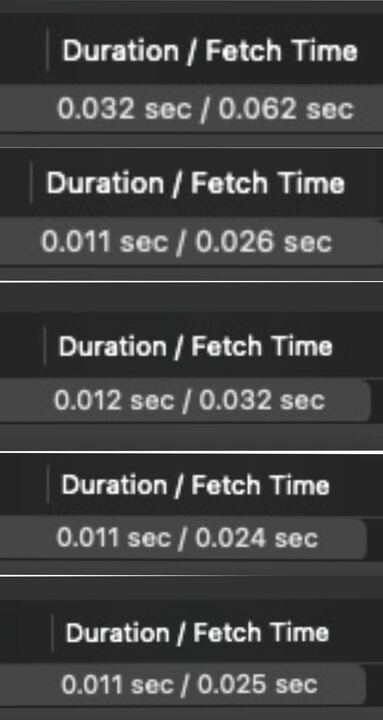 Duration / Fetch Time
0.032 sec / 0.062 sec
Duration / Fetch Time
0.011 sec / 0.026 sec
Duration / Fetch Time
0.012 sec / 0.032 sec
Duration / Fetch Time
0.011 sec / 0.024 sec
Duration / Fetch Time
0.011 sec / 0.025 sec